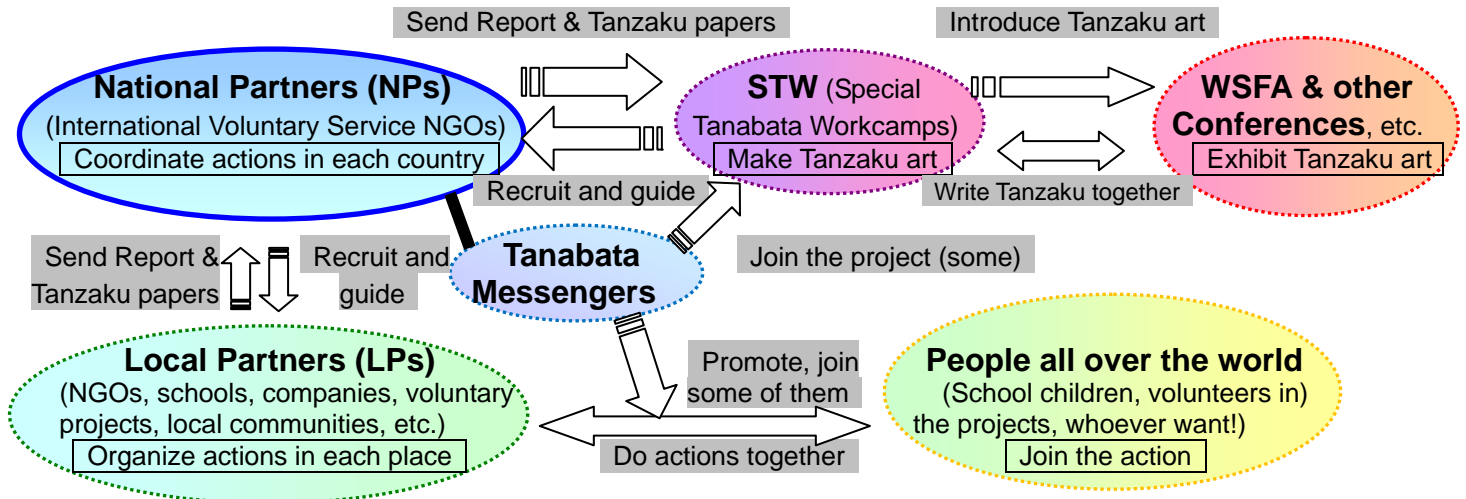 Send Report & Tanzaku papers
Introduce Tanzaku art
National Partners (NPs)
(International Voluntary Service NGOs)
Coordinate actions in each country
STW (Special
Tanabata Workcamps)
Make Tanzaku art
WSFA & other
Conferences, etc.
Exhibit Tanzaku art
Recruit and guide
Write Tanzaku together
Send Report &
Tanzaku papers
Recruit and
guide
Tanabata
Messengers
Join the project (some)
Local Partners (LPs)
(NGOs, schools, companies, voluntary
projects, local communities, etc.)
Organize actions in each place
Promote, join
some of them
Do actions together
People all over the world
(School children, volunteers in)
the projects, whoever want!)
Join the action